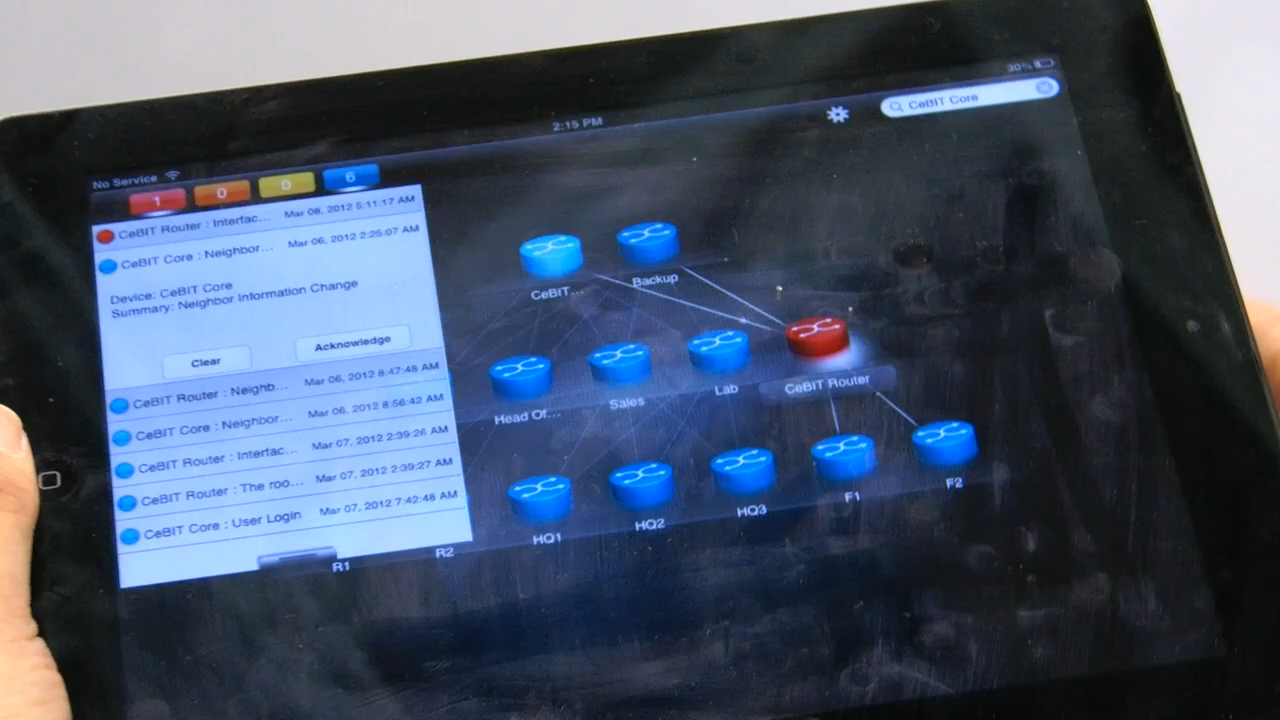 No Service
2:15 PM
30%
CeBIT Core
1 0 0 6
CeBIT Router : Interfac... Mar 08, 2012 5:11:17 AM
CeBIT Core : Neighbor... Mar 06, 2012 2:25:07 AM
Device: CeBIT Core
Summary: Neighbor Information Change
Clear Acknowledge
CeBIT Router : Neighb... Mar 06, 2012 8:47:48 AM
CeBIT Core : Neighbor... Mar 06, 2012 8:56:42 AM
CeBIT Router : Interfac... Mar 07, 2012 2:39:26 AM
CeBIT Router : The roo... Mar 07, 2012 2:39:27 AM
CeBIT Core : User Login Mar 07, 2012 7:42:48 AM
CeBIT... Backup
Head Of... Sales Lab CeBIT Router
R1 R2 HQ1 HQ2 HQ3 F1 F2